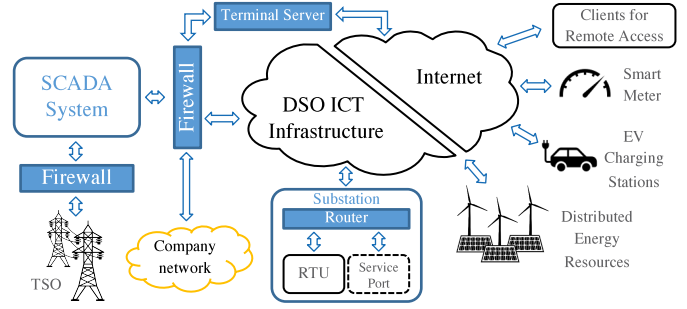 Terminal Server
Clients for
Remote Access
SCADA
System
Firewall
DSO ICT
Infrastructure
Internet
Smart
Meter
EV
Charging
Stations
Firewall
Substation
Router
RTU
Service
Port
Company
network
Distributed
Energy
Resources
TSO